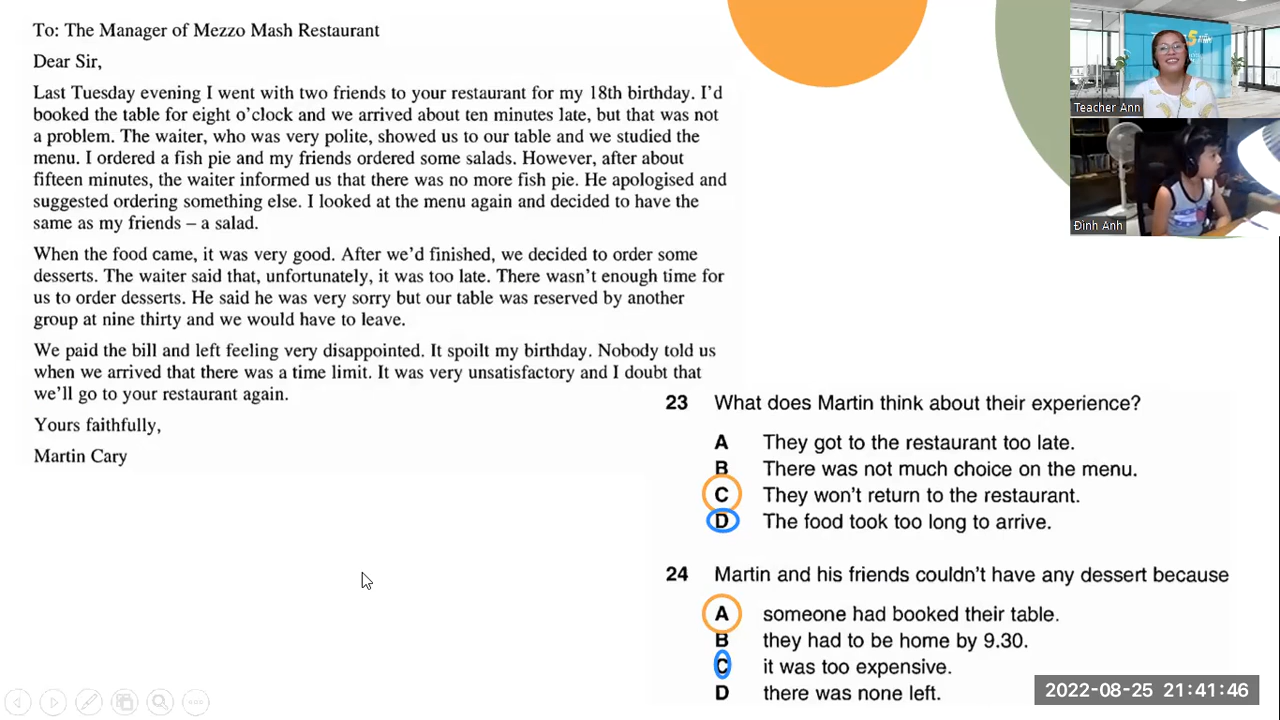 To: The Manager of Mezzo Mash Restaurant
Dear Sir,
Last Tuesday evening I went with two friends to your restaurant for my 18th birthday. I'd
booked the table for eight o'clock and we arrived about ten minutes late, but that was not
a problem. The waiter, who was very polite, showed us to our table and we studied the
menu. I ordered a fish pie and my friends ordered some salads. However, after about
fifteen minutes, the waiter informed us that there was no more fish pie. He apologised and
suggested ordering something else. I looked at the menu again and decided to have the
same as my friends – a salad.
When the food came, it was very good. After we'd finished, we decided to order some
desserts. The waiter said that, unfortunately, it was too late. There wasn't enough time for
us to order desserts. He said he was very sorry but our table was reserved by another
group at nine thirty and we would have to leave.
We paid the bill and left feeling very disappointed. It spoilt my birthday. Nobody told us
when we arrived that there was a time limit. It was very unsatisfactory and I doubt that
we'll go to your restaurant again.
Yours faithfully,
Martin Cary
23 What does Martin think about their experience?
A They got to the restaurant too late.
B There was not much choice on the menu.
C They won't return to the restaurant.
D The food took too long to arrive.
24 Martin and his friends couldn't have any dessert because
A someone had booked their table.
B they had to be home by 9.30.
C it was too expensive.
D there was none left.
Teacher Ann
Đình Anh
2022-08-25 21:41:46